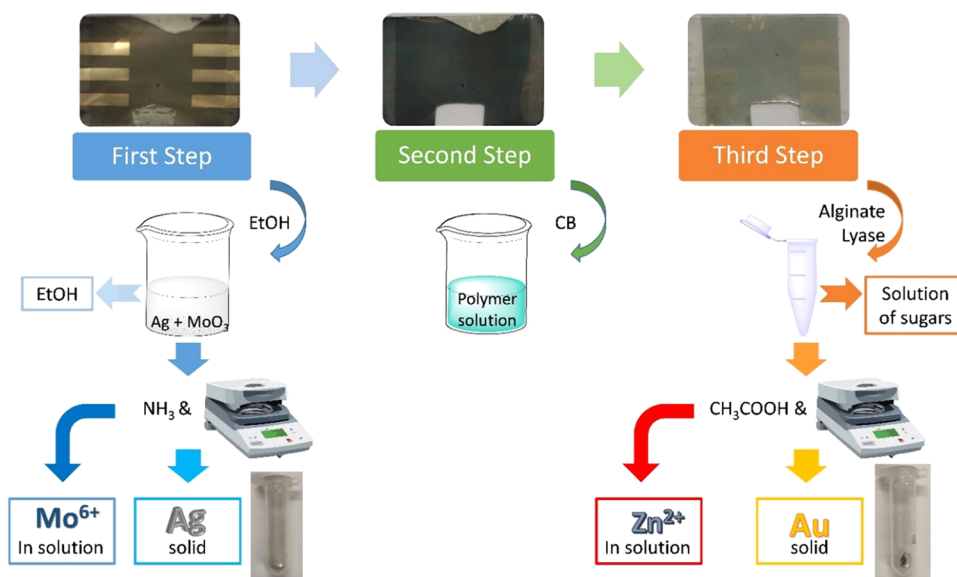 First Step
Second Step
Third Step
EtOH
CB
Alginate
Lyase
EtOH
Ag + MoO₃
Polymer
solution
Solution
of sugars
NH₃ &
CH₃COOH &
Mo⁶⁺
In solution
Ag
solid
Zn²⁺
In solution
Au
solid